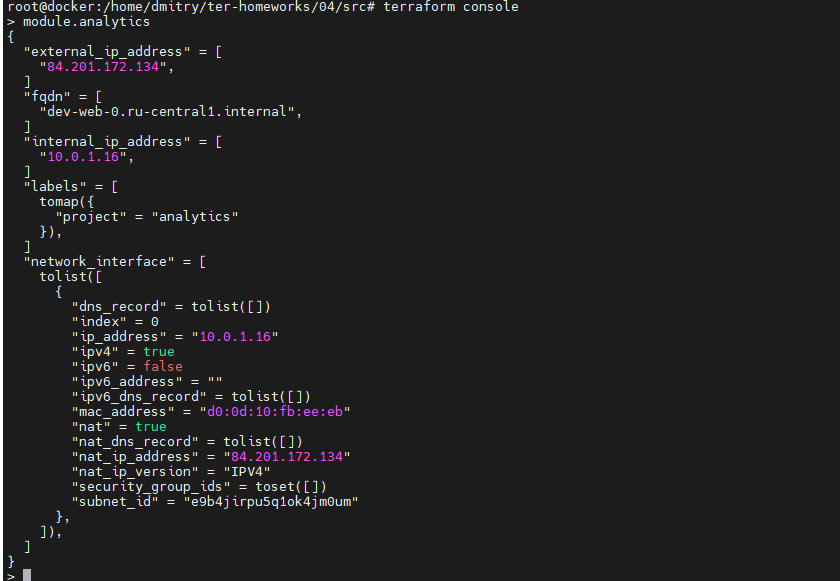 root@docker:/home/dmitry/ter-homeworks/04/src# terraform console
> module.analytics
{
  "external_ip_address" = [
    "84.201.172.134",
  ]
  "fqdn" = [
    "dev-web-0.ru-central1.internal",
  ]
  "internal_ip_address" = [
    "10.0.1.16",
  ]
  "labels" = [
    tomap({
      "project" = "analytics"
    }),
  ]
  "network_interface" = [
    tolist([
      {
        "dns_record" = tolist([])
        "index" = 0
        "ip_address" = "10.0.1.16"
        "ipv4" = true
        "ipv6" = false
        "ipv6_address" = ""
        "ipv6_dns_record" = tolist([])
        "mac_address" = "d0:0d:10:fb:ee:eb"
        "nat" = true
        "nat_dns_record" = tolist([])
        "nat_ip_address" = "84.201.172.134"
        "nat_ip_version" = "IPV4"
        "security_group_ids" = toset([])
        "subnet_id" = "e9b4jirpu5q1ok4jm0um"
      },
    ]),
  ]
}
>